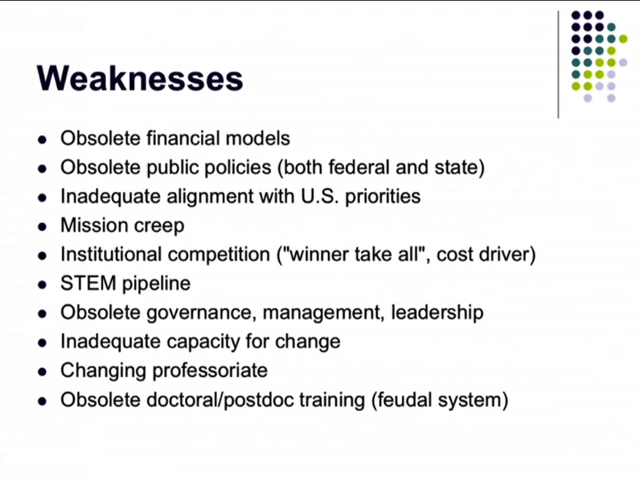 Weaknesses
Obsolete financial models
Obsolete public policies (both federal and state)
Inadequate alignment with U.S. priorities
Mission creep
Institutional competition ("winner take all", cost driver)
STEM pipeline
Obsolete governance, management, leadership
Inadequate capacity for change
Changing professoriate
Obsolete doctoral/postdoc training (feudal system)